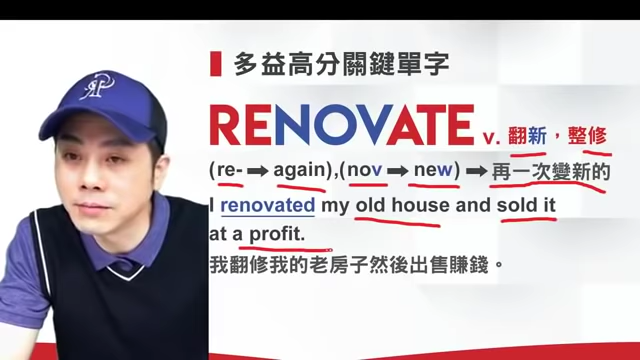 多益高分關鍵單字
RENOVATE v. 翻新，整修
(re-➡again),(nov➡new)➡再一次變新的
I renovated my old house and sold it
at a profit.
我翻修我的老房子然後出售賺錢。